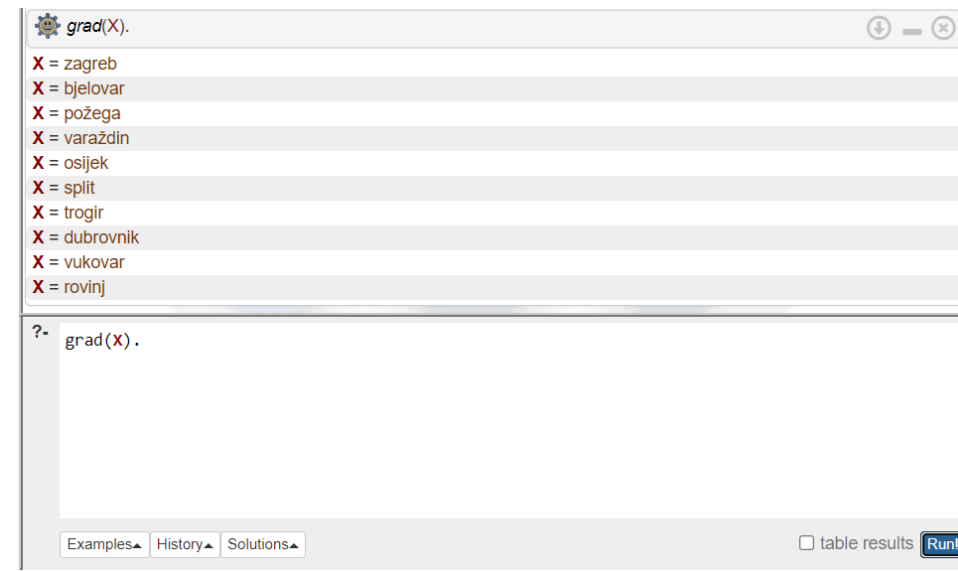 grad(X).
X = zagreb
X = bjelovar
X = požega
X = varaždin
X = osijek
X = split
X = trogir
X = dubrovnik
X = vukovar
X = rovinj
?- grad(X).
Examples▴ History▴ Solutions▴ table results Run!